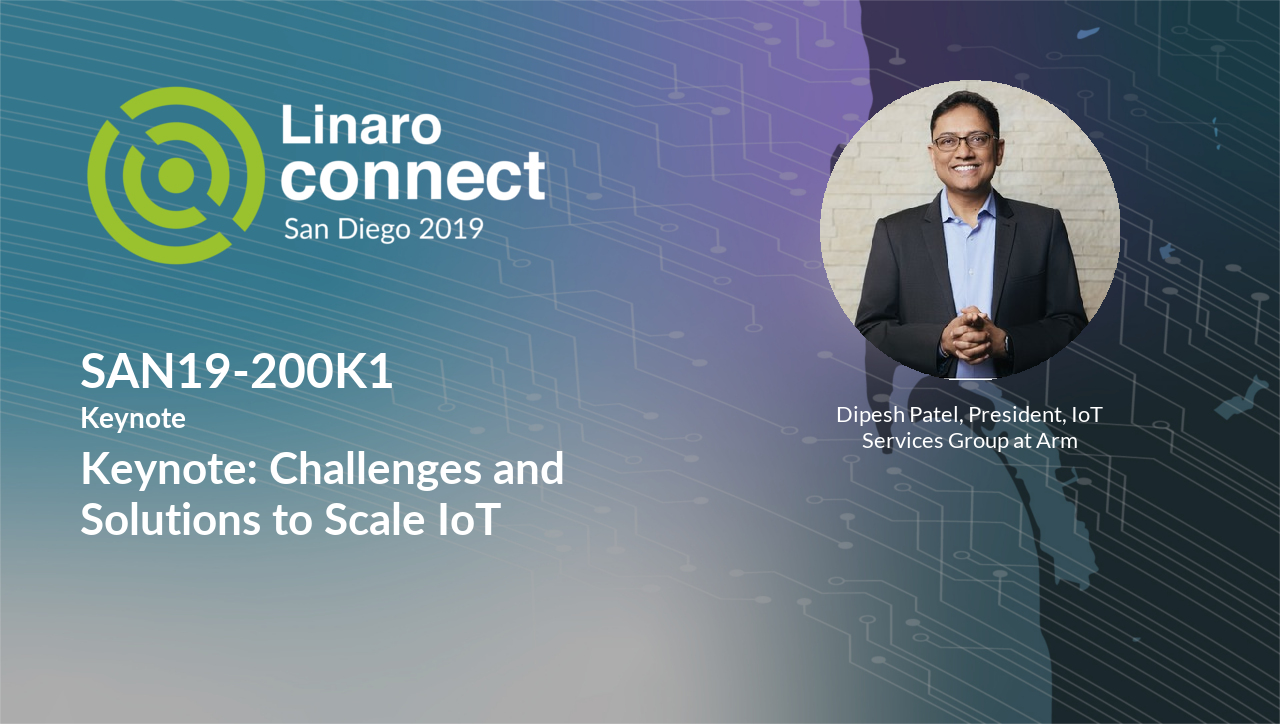 Linaro
connect
San Diego 2019
SAN19-200K1
Keynote
Keynote: Challenges and
Solutions to Scale IoT
Dipesh Patel, President, IoT
Services Group at Arm